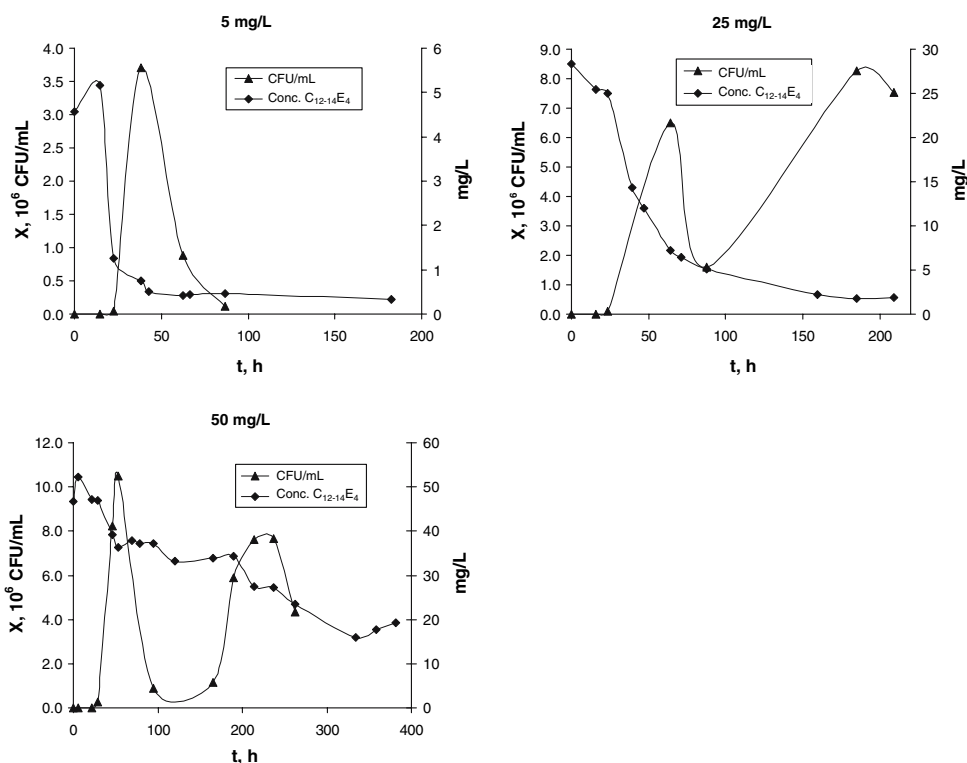 5 mg/L
4.0
3.5
3.0
2.5
2.0
1.5
1.0
0.5
0.0
X, 10⁶ CFU/mL
CFU/mL
Conc. C₁₂₋₁₄E₄
6
5
4
3
2
1
0
mg/L
0 50 100 150 200
t, h
25 mg/L
9.0
8.0
7.0
6.0
5.0
4.0
3.0
2.0
1.0
0.0
X, 10⁶ CFU/mL
CFU/mL
Conc. C₁₂₋₁₄E₄
30
25
20
15
10
5
0
mg/L
0 50 100 150 200
t, h
50 mg/L
12.0
10.0
8.0
6.0
4.0
2.0
0.0
X, 10⁶ CFU/mL
CFU/mL
Conc. C₁₂₋₁₄E₄
60
50
40
30
20
10
0
mg/L
0 100 200 300 400
t, h